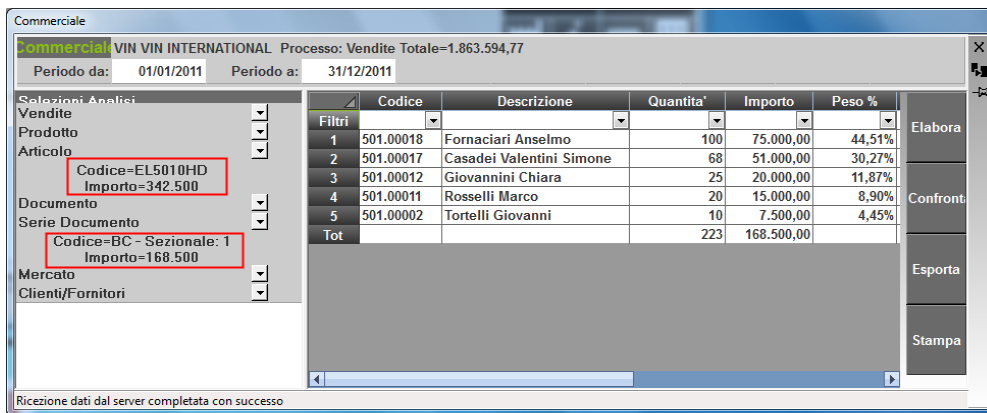 Commerciale
Commerciale VIN VIN INTERNATIONAL Processo: Vendite Totale=1.863.594,77
Periodo da: 01/01/2011 Periodo a: 31/12/2011
Selezioni Analisi
Vendite
Prodotto
Articolo
Codice=EL5010HD
Importo=342.500
Documento
Serie Documento
Codice=BC - Sezionale: 1
Importo=168.500
Mercato
Clienti/Fornitori
Codice Descrizione Quantita' Importo Peso %
Filtri
1 501.00018 Fornaciari Anselmo 100 75.000,00 44,51%
2 501.00017 Casadei Valentini Simone 68 51.000,00 30,27%
3 501.00012 Giovannini Chiara 25 20.000,00 11,87%
4 501.00011 Rosselli Marco 20 15.000,00 8,90%
5 501.00002 Tortelli Giovanni 10 7.500,00 4,45%
Tot 223 168.500,00
Elabora
Confront
Esporta
Stampa
Ricezione dati dal server completata con successo